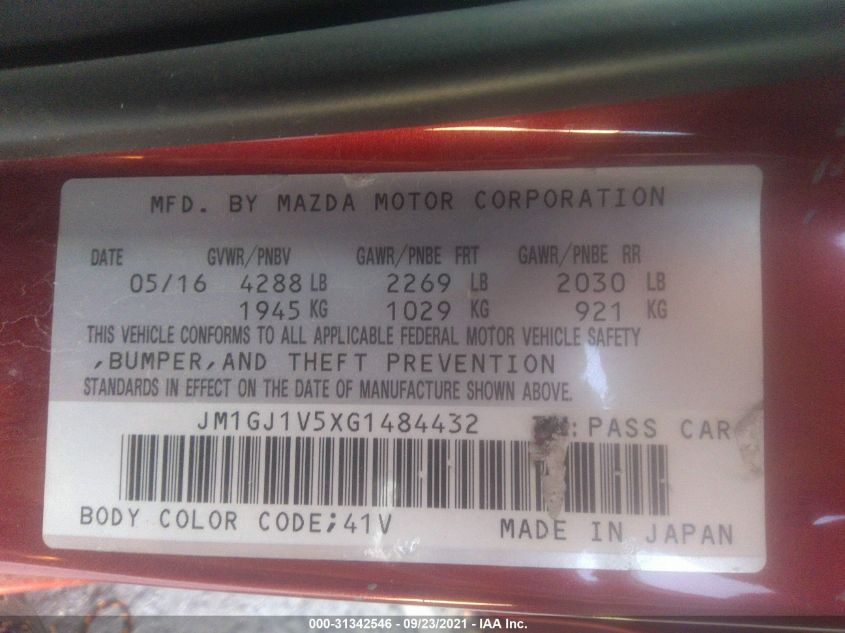 MFD. BY MAZDA MOTOR CORPORATION
DATE GVWR/PNBV GAWR/PNBE FRT GAWR/PNBE RR
05/16 4288 LB 2269 LB 2030 LB
1945 KG 1029 KG 921 KG
THIS VEHICLE CONFORMS TO ALL APPLICABLE FEDERAL MOTOR VEHICLE SAFETY
,BUMPER,AND THEFT PREVENTION
STANDARDS IN EFFECT ON THE DATE OF MANUFACTURE SHOWN ABOVE.
JM1GJ1V5XG1484432 PASS CAR
BODY COLOR CODE;41V MADE IN JAPAN
000-31342546 - 09/23/2021 - IAA Inc.